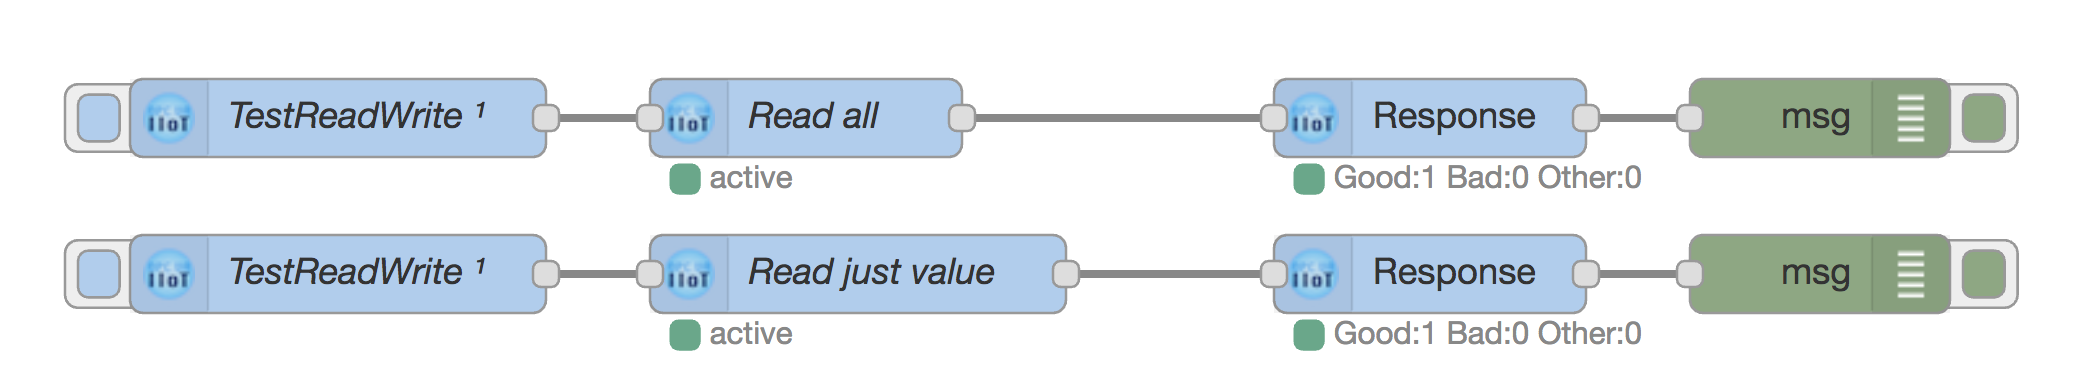 IIoT TestReadWrite ¹ IIoT Read all IIoT Response msg
active Good:1 Bad:0 Other:0
IIoT TestReadWrite ¹ IIoT Read just value IIoT Response msg
active Good:1 Bad:0 Other:0